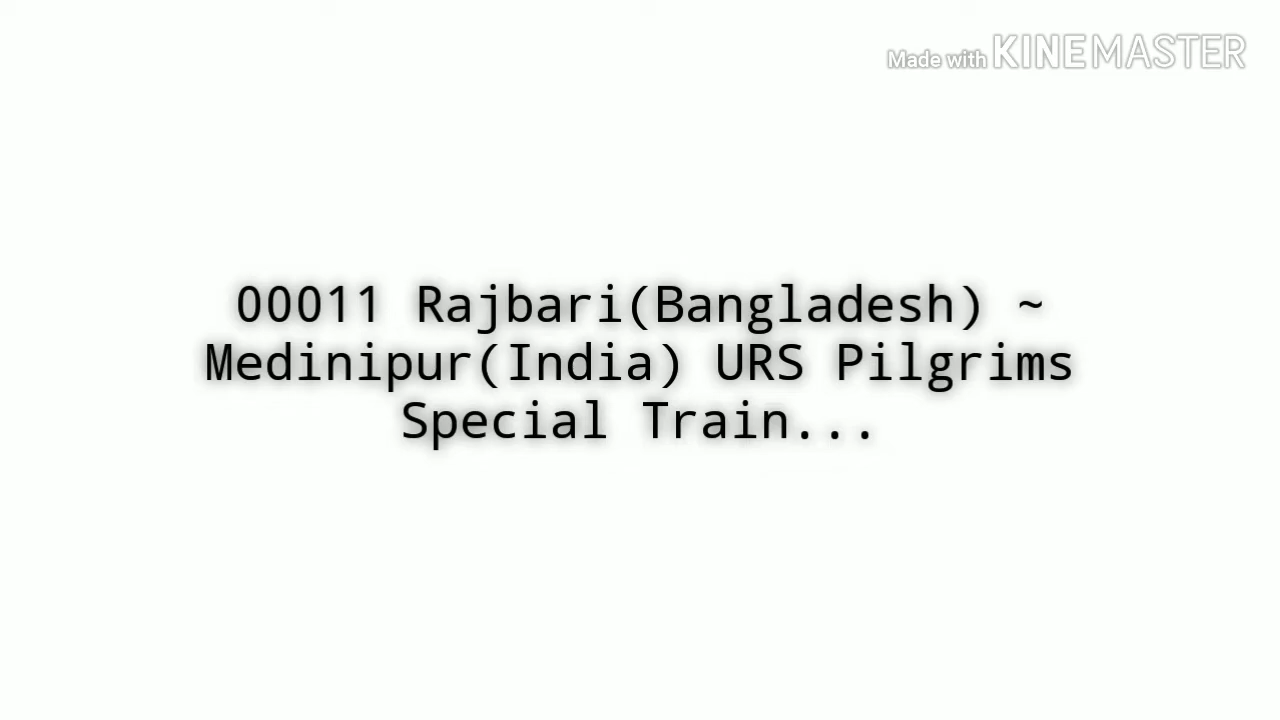 Made with KINEMASTER
00011 Rajbari(Bangladesh) ~
Medinipur(India) URS Pilgrims
Special Train...